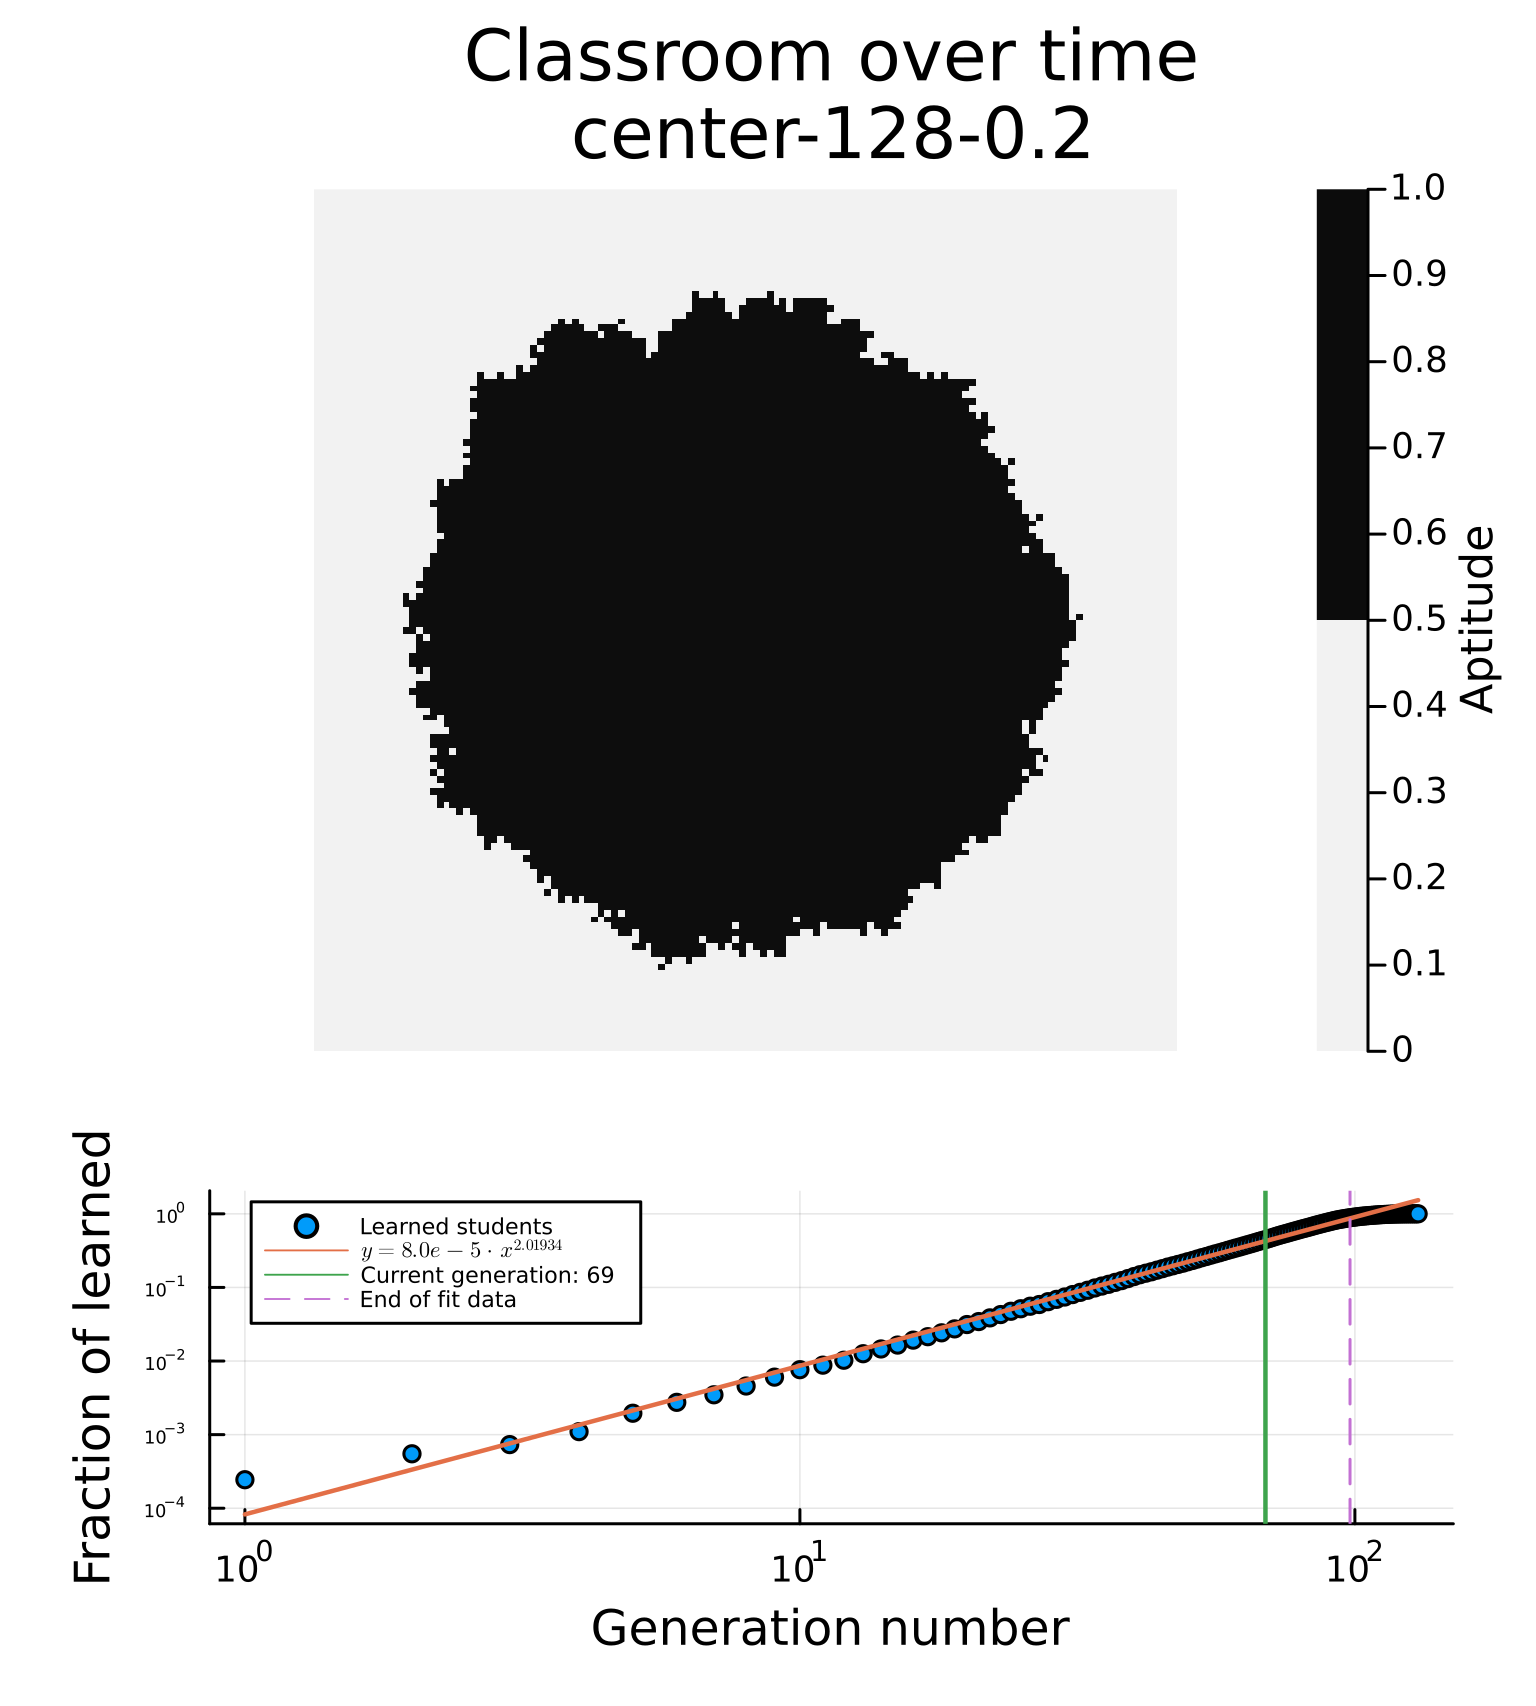 Classroom over time
center-128-0.2
1.0
0.9
0.8
0.7
0.6
0.5
0.4
0.3
0.2
0.1
0
Aptitude
Fraction of learned
10^0
10^-1
10^-2
10^-3
10^-4
Learned students
y = 8.0e − 5 · x^2.01934
Current generation: 69
End of fit data
10^0 10^1 10^2
Generation number